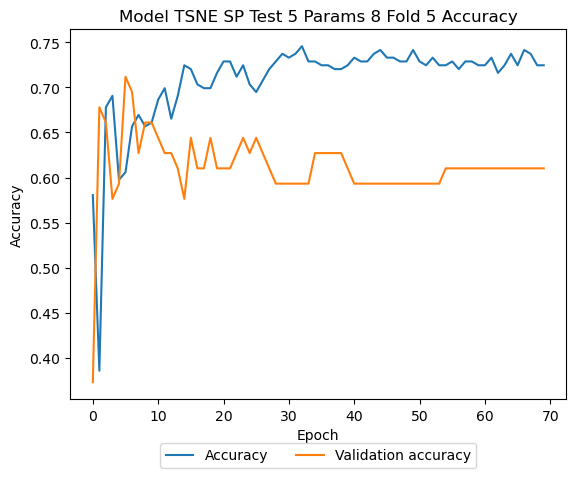 Model TSNE SP Test 5 Params 8 Fold 5 Accuracy
0.75
0.70
0.65
0.60
0.55
0.50
0.45
0.40
Accuracy
0 10 20 30 40 50 60 70
Epoch
Accuracy Validation accuracy